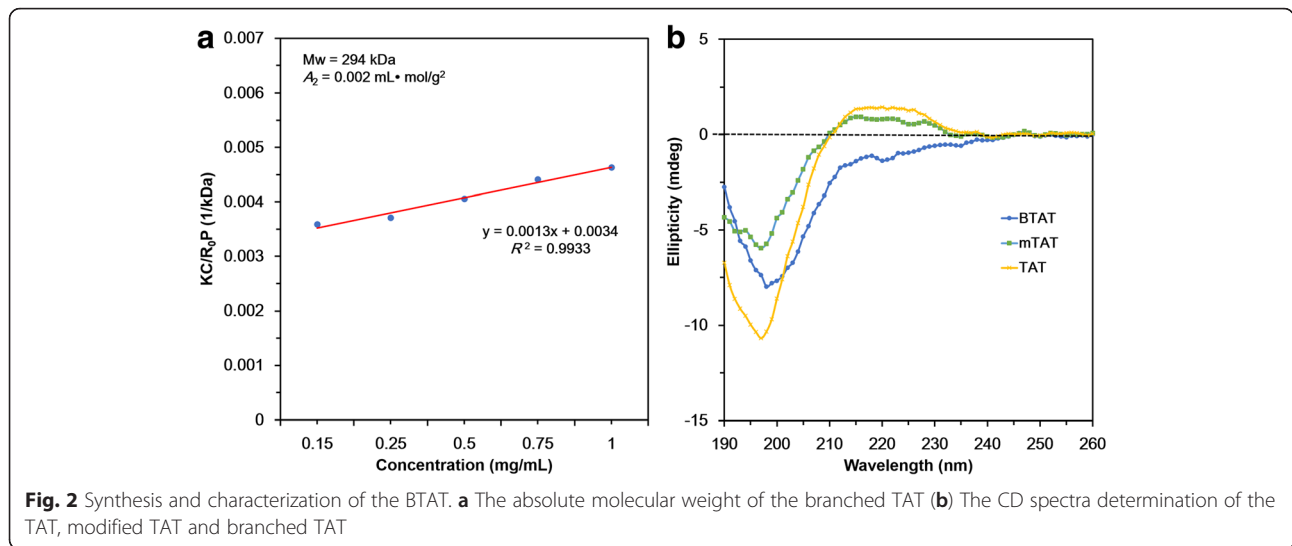 a
0.007
0.006
0.005
0.004
0.003
0.002
0.001
0
KC/R₀P (1/kDa)
Mw = 294 kDa
A₂ = 0.002 mL• mol/g²
y = 0.0013x + 0.0034
R² = 0.9933
0.15 0.25 0.5 0.75 1
Concentration (mg/mL)
b
5
0
-5
-10
-15
Ellipticity (mdeg)
BTAT
mTAT
TAT
190 200 210 220 230 240 250 260
Wavelength (nm)
Fig. 2 Synthesis and characterization of the BTAT. a The absolute molecular weight of the branched TAT (b) The CD spectra determination of the
TAT, modified TAT and branched TAT